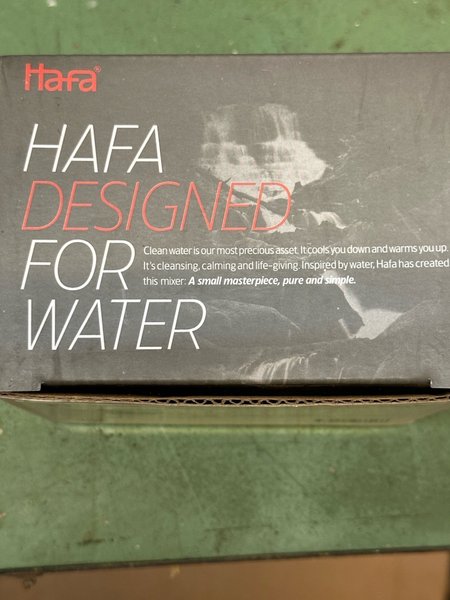 Hafa®
HAFA
DESIGNED
FOR
WATER
Clean water is our most precious asset. It cools you down and warms you up.
It's cleansing, calming and life-giving. Inspired by water, Hafa has created
this mixer: A small masterpiece, pure and simple.